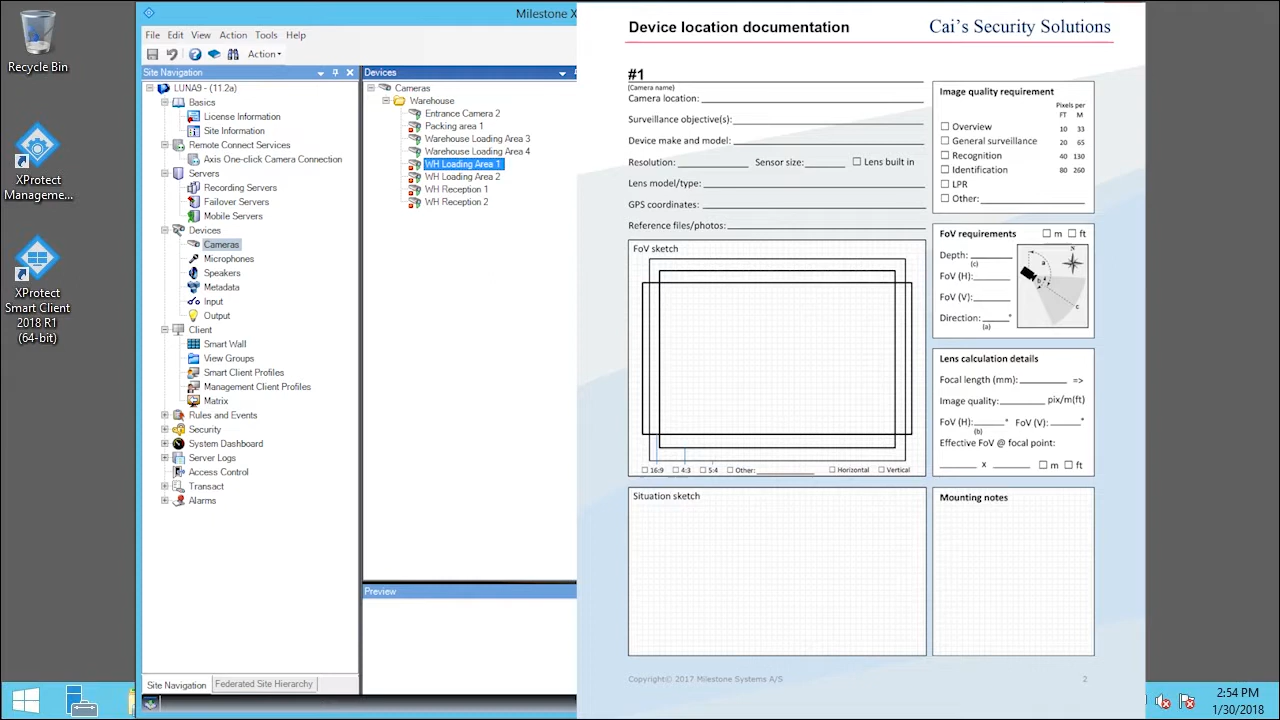 Recycle Bin
XProtect
Manageme...
XProtect
Smart Client
2018 R1
(64-bit)
Milestone X
File Edit View Action Tools Help
Action
Site Navigation
LUNA9 - (11.2a)
Basics
License Information
Site Information
Remote Connect Services
Axis One-click Camera Connection
Servers
Recording Servers
Failover Servers
Mobile Servers
Devices
Cameras
Microphones
Speakers
Metadata
Input
Output
Client
Smart Wall
View Groups
Smart Client Profiles
Management Client Profiles
Matrix
Rules and Events
Security
System Dashboard
Server Logs
Access Control
Transact
Alarms
Site Navigation Federated Site Hierarchy
Devices
Cameras
Warehouse
Entrance Camera 2
Packing area 1
Warehouse Loading Area 3
Warehouse Loading Area 4
WH Loading Area 1
WH Loading Area 2
WH Reception 1
WH Reception 2
Preview
Device location documentation Cai's Security Solutions
#1
(Camera name)
Camera location:
Surveillance objective(s):
Device make and model:
Resolution: Sensor size: Lens built in
Lens model/type:
GPS coordinates:
Reference files/photos:
FoV sketch
16:9 4:3 5:4 Other: Horizontal Vertical
Situation sketch
Image quality requirement
Pixels per
FT M
Overview 10 33
General surveillance 20 65
Recognition 40 130
Identification 80 260
LPR
Other:
FoV requirements m ft
Depth:
(c)
FoV (H):
FoV (V):
Direction: °
(a)
N
a
b
c
Lens calculation details
Focal length (mm): =>
Image quality: pix/m(ft)
FoV (H): ° FoV (V): °
(b)
Effective FoV @ focal point:
x m ft
Mounting notes
Copyright© 2017 Milestone Systems A/S 2
2:54 PM
1/30/2018